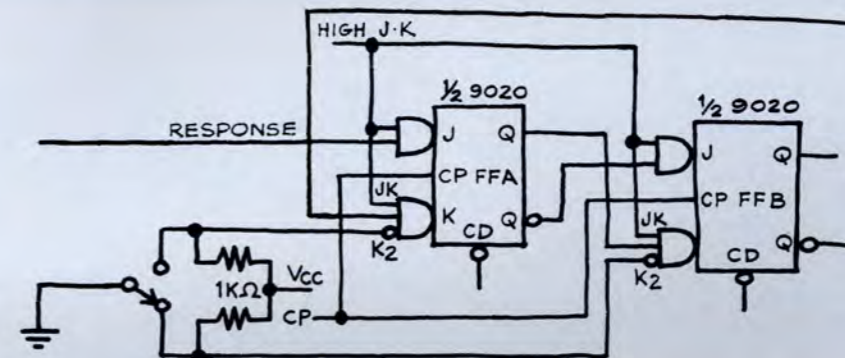 HIGH J·K
½ 9020
½ 9020
RESPONSE
J
Q
J
Q
CP FFA
CP FFB
JK
K
Q
JK
Q
K2
CD
CD
K2
VCC
1KΩ
CP